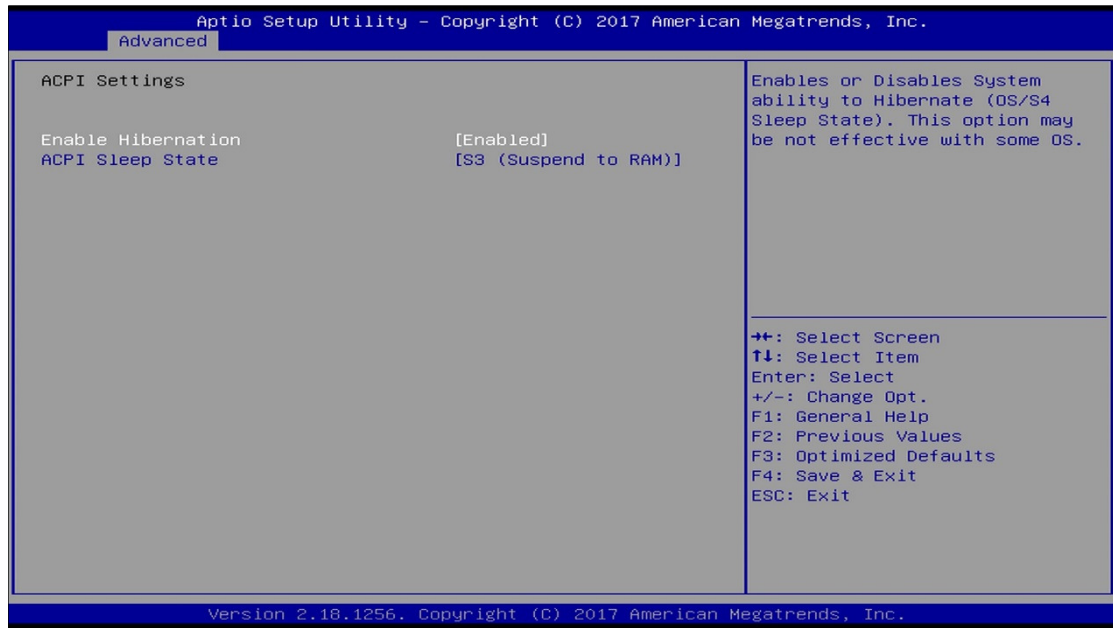 Aptio Setup Utility – Copyright (C) 2017 American Megatrends, Inc.
Advanced
ACPI Settings
Enable Hibernation [Enabled]
ACPI Sleep State [S3 (Suspend to RAM)]
Enables or Disables System
ability to Hibernate (OS/S4
Sleep State). This option may
be not effective with some OS.
→←: Select Screen
↑↓: Select Item
Enter: Select
+/-: Change Opt.
F1: General Help
F2: Previous Values
F3: Optimized Defaults
F4: Save & Exit
ESC: Exit
Version 2.18.1256. Copyright (C) 2017 American Megatrends, Inc.